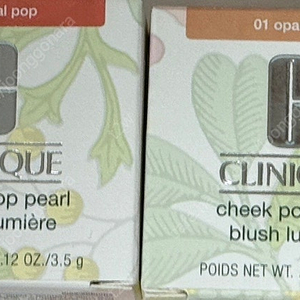 al pop
QUE
op pearl
umière
.12 OZ./3.5 g
01 opa
CLINI
cheek po
blush lu
POIDS NET WT.